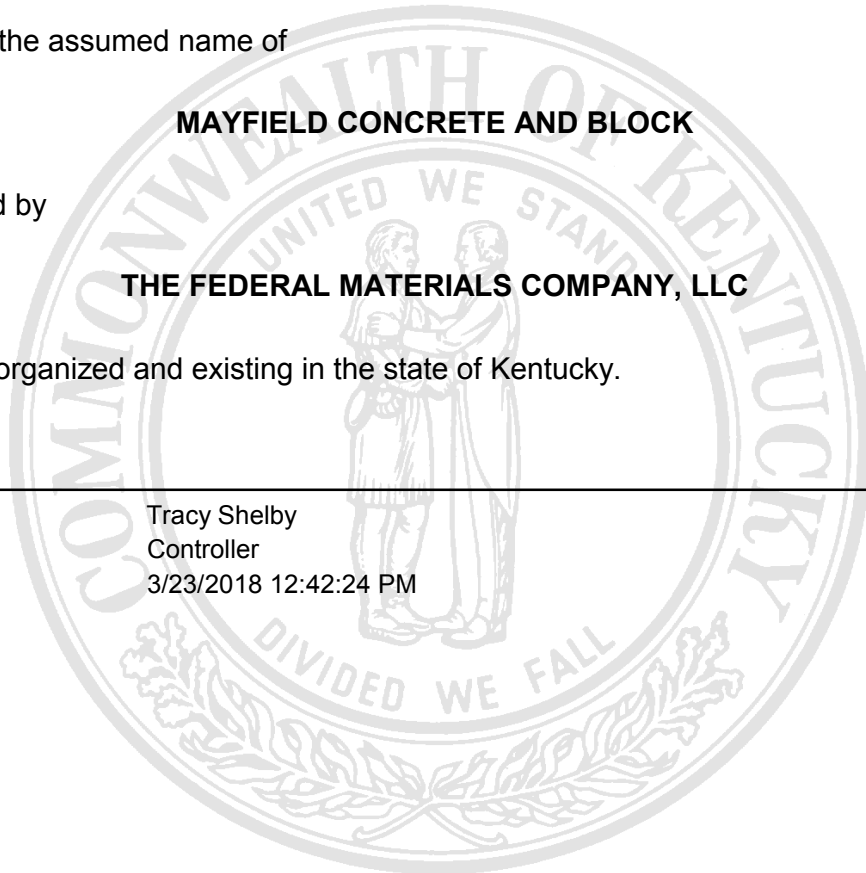 the assumed name of
MAYFIELD CONCRETE AND BLOCK
d by
THE FEDERAL MATERIALS COMPANY, LLC
organized and existing in the state of Kentucky.
Tracy Shelby
Controller
3/23/2018 12:42:24 PM
COMMONWEALTH OF KENTUCKY
UNITED WE STAND
DIVIDED WE FALL